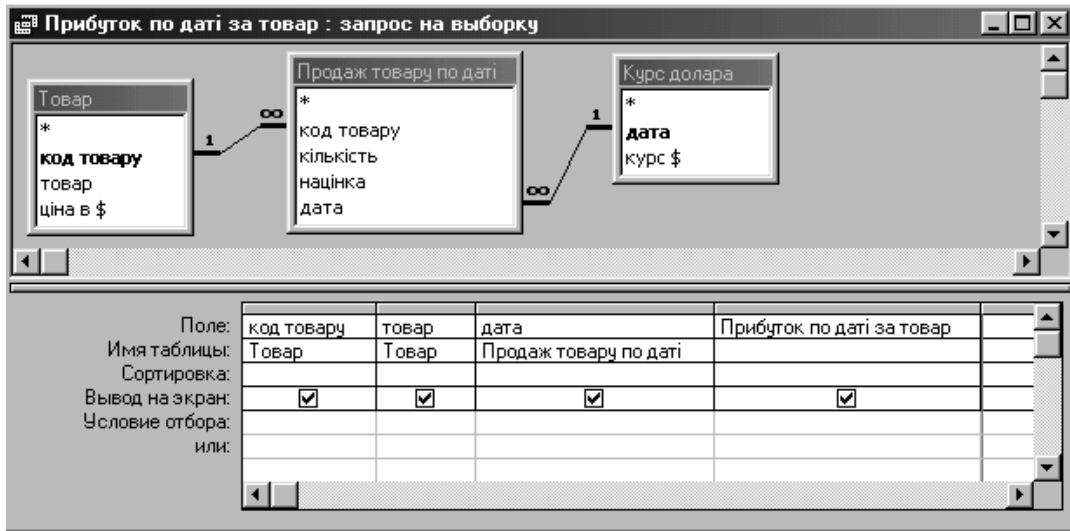 Прибуток по даті за товар : запрос на выборку
Товар
*
код товару
товар
ціна в $
1
∞
Продаж товару по даті
*
код товару
кількість
націнка
дата
∞
1
Курс долара
*
дата
курс $
Поле: код товару товар дата Прибуток по даті за товар
Имя таблицы: Товар Товар Продаж товару по даті
Сортировка:
Вывод на экран:
Условие отбора:
или: